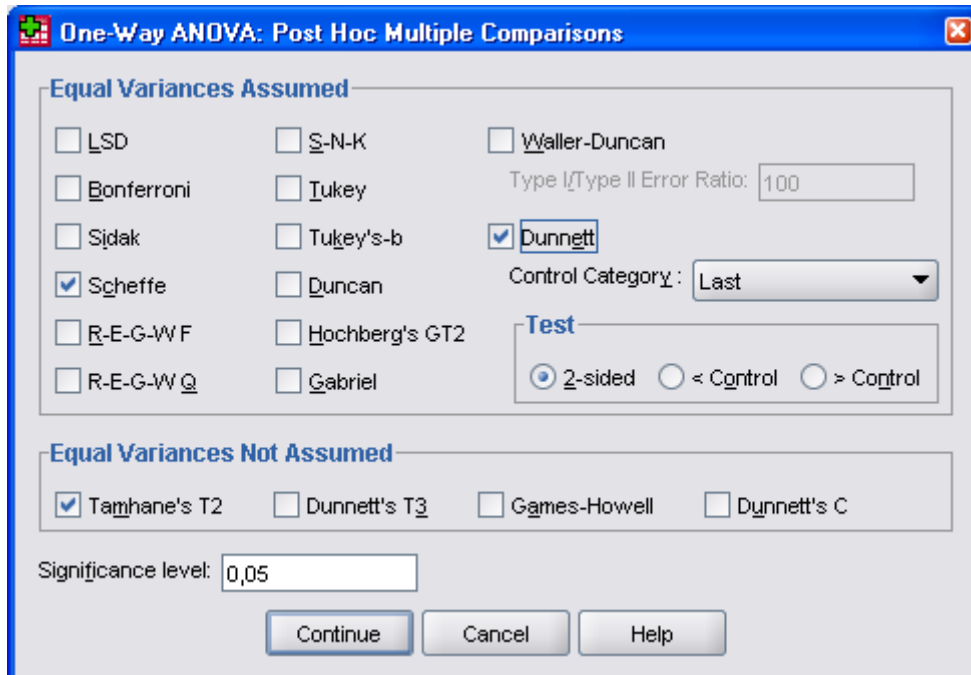 One-Way ANOVA: Post Hoc Multiple Comparisons
Equal Variances Assumed
LSD S-N-K Waller-Duncan
Bonferroni Tukey Type I/Type II Error Ratio: 100
Sidak Tukey's-b Dunnett
Scheffe Duncan Control Category : Last
R-E-G-W F Hochberg's GT2 Test
R-E-G-W Q Gabriel 2-sided < Control > Control
Equal Variances Not Assumed
Tamhane's T2 Dunnett's T3 Games-Howell Dunnett's C
Significance level: 0,05
Continue Cancel Help